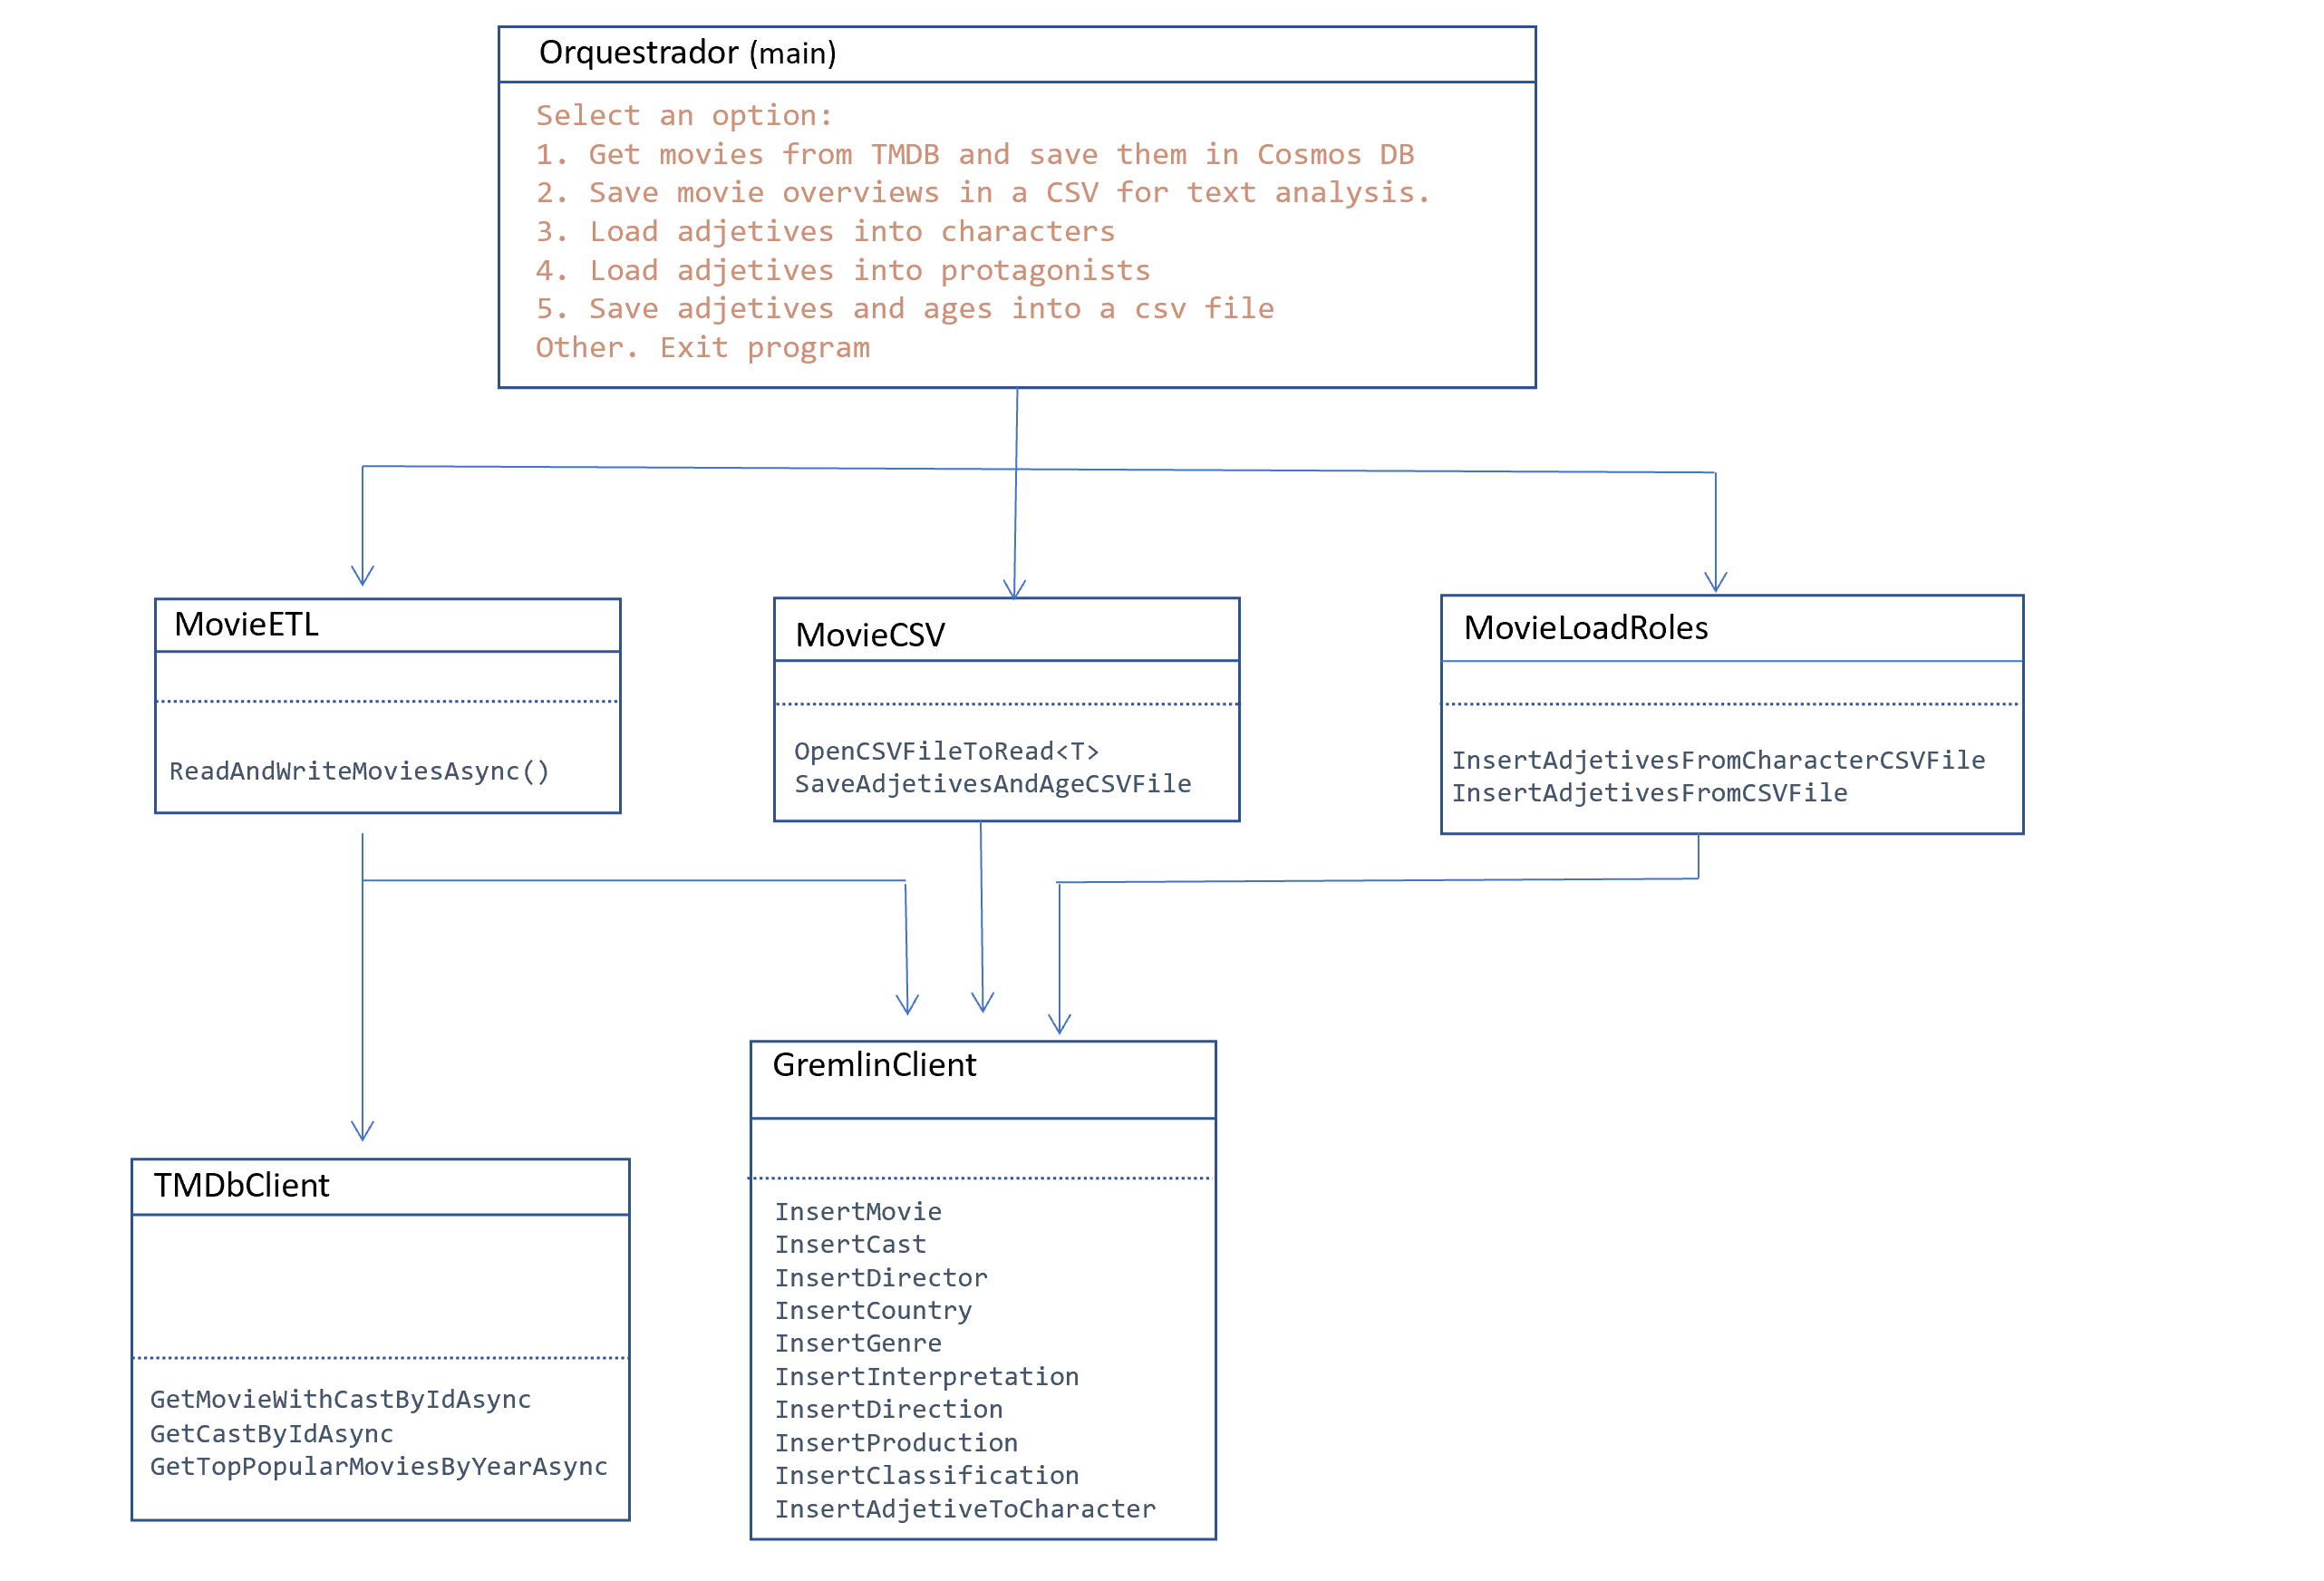 Orquestrador (main)
Select an option:
1. Get movies from TMDB and save them in Cosmos DB
2. Save movie overviews in a CSV for text analysis.
3. Load adjetives into characters
4. Load adjetives into protagonists
5. Save adjetives and ages into a csv file
Other. Exit program
MovieETL
ReadAndWriteMoviesAsync()
MovieCSV
OpenCSVFileToRead<T>
SaveAdjetivesAndAgeCSVFile
MovieLoadRoles
InsertAdjetivesFromCharacterCSVFile
InsertAdjetivesFromCSVFile
TMDbClient
GetMovieWithCastByIdAsync
GetCastByIdAsync
GetTopPopularMoviesByYearAsync
GremlinClient
InsertMovie
InsertCast
InsertDirector
InsertCountry
InsertGenre
InsertInterpretation
InsertDirection
InsertProduction
InsertClassification
InsertAdjetiveToCharacter